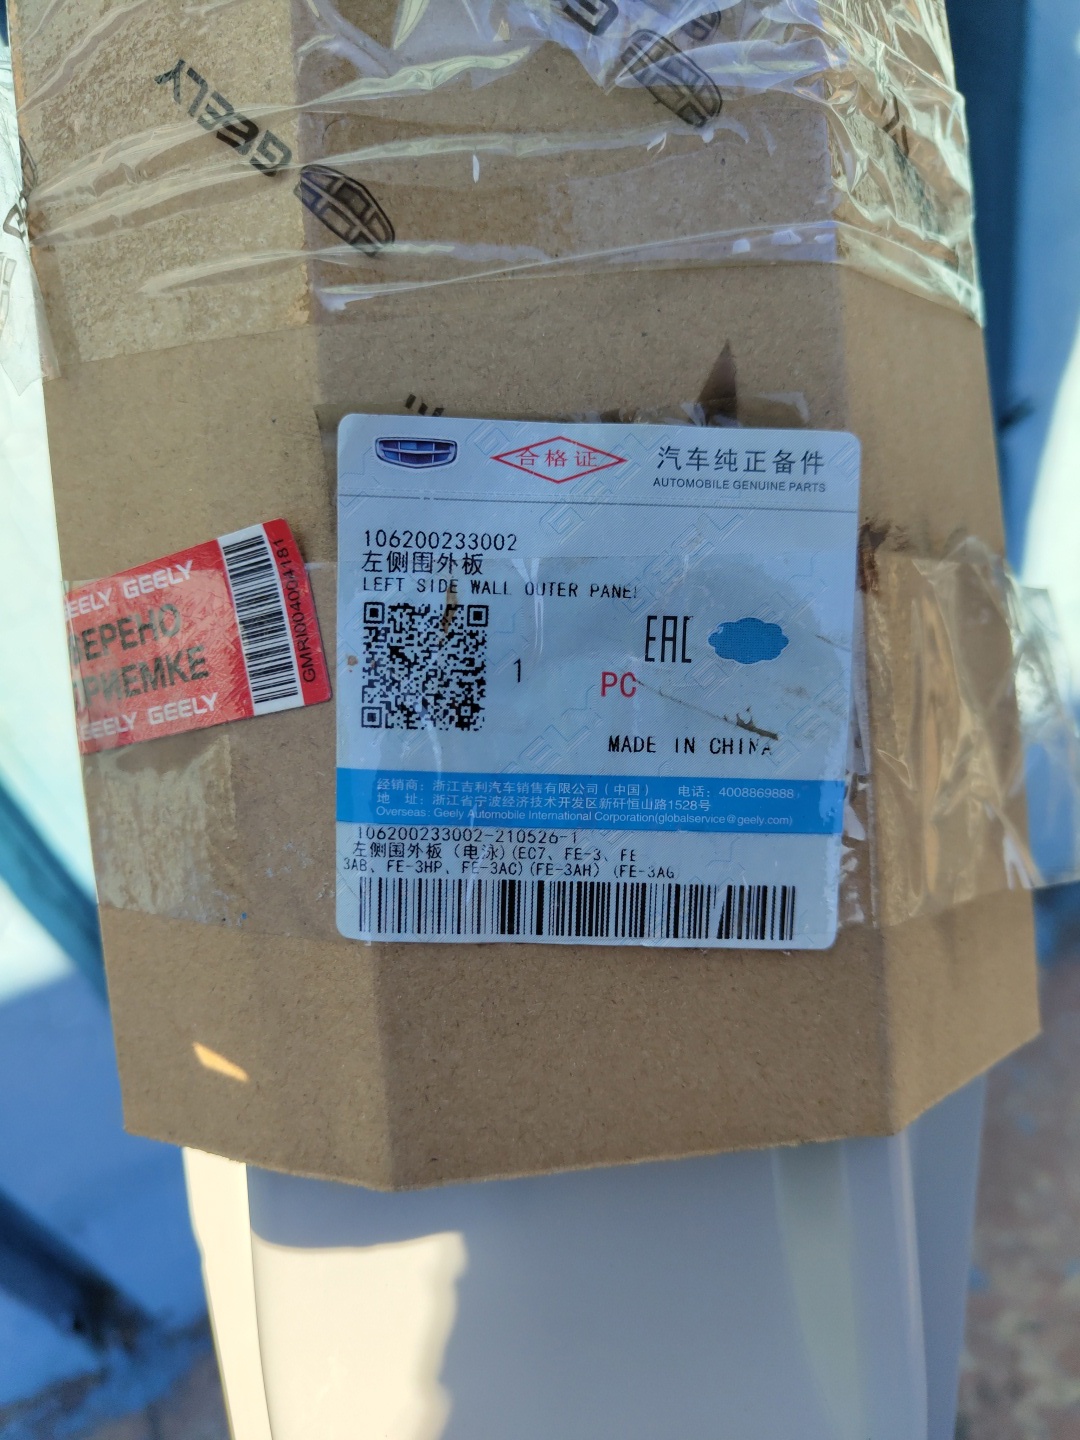 GEELY
合格证
汽车纯正备件
AUTOMOBILE GENUINE PARTS
106200233002
左侧围外板
LEFT SIDE WALL OUTER PANEL
1
EAC
PC
MADE IN CHINA
经销商：浙江吉利汽车销售有限公司（中国） 电话：4008869888
地 址：浙江省宁波经济技术开发区新矸恒山路1528号
Overseas: Geely Automobile International Corporation(globalservice@geely.com)
106200233002-210526-1
左侧围外板（电泳）(EC7、FE-3、FE
3AB、FE-3HP、FE-3AC)(FE-3AH) (FE-3AG
EELY GEELY
ВЕРЕНО
ПРИЕМКЕ
EELY GEELY
GMRI00404181